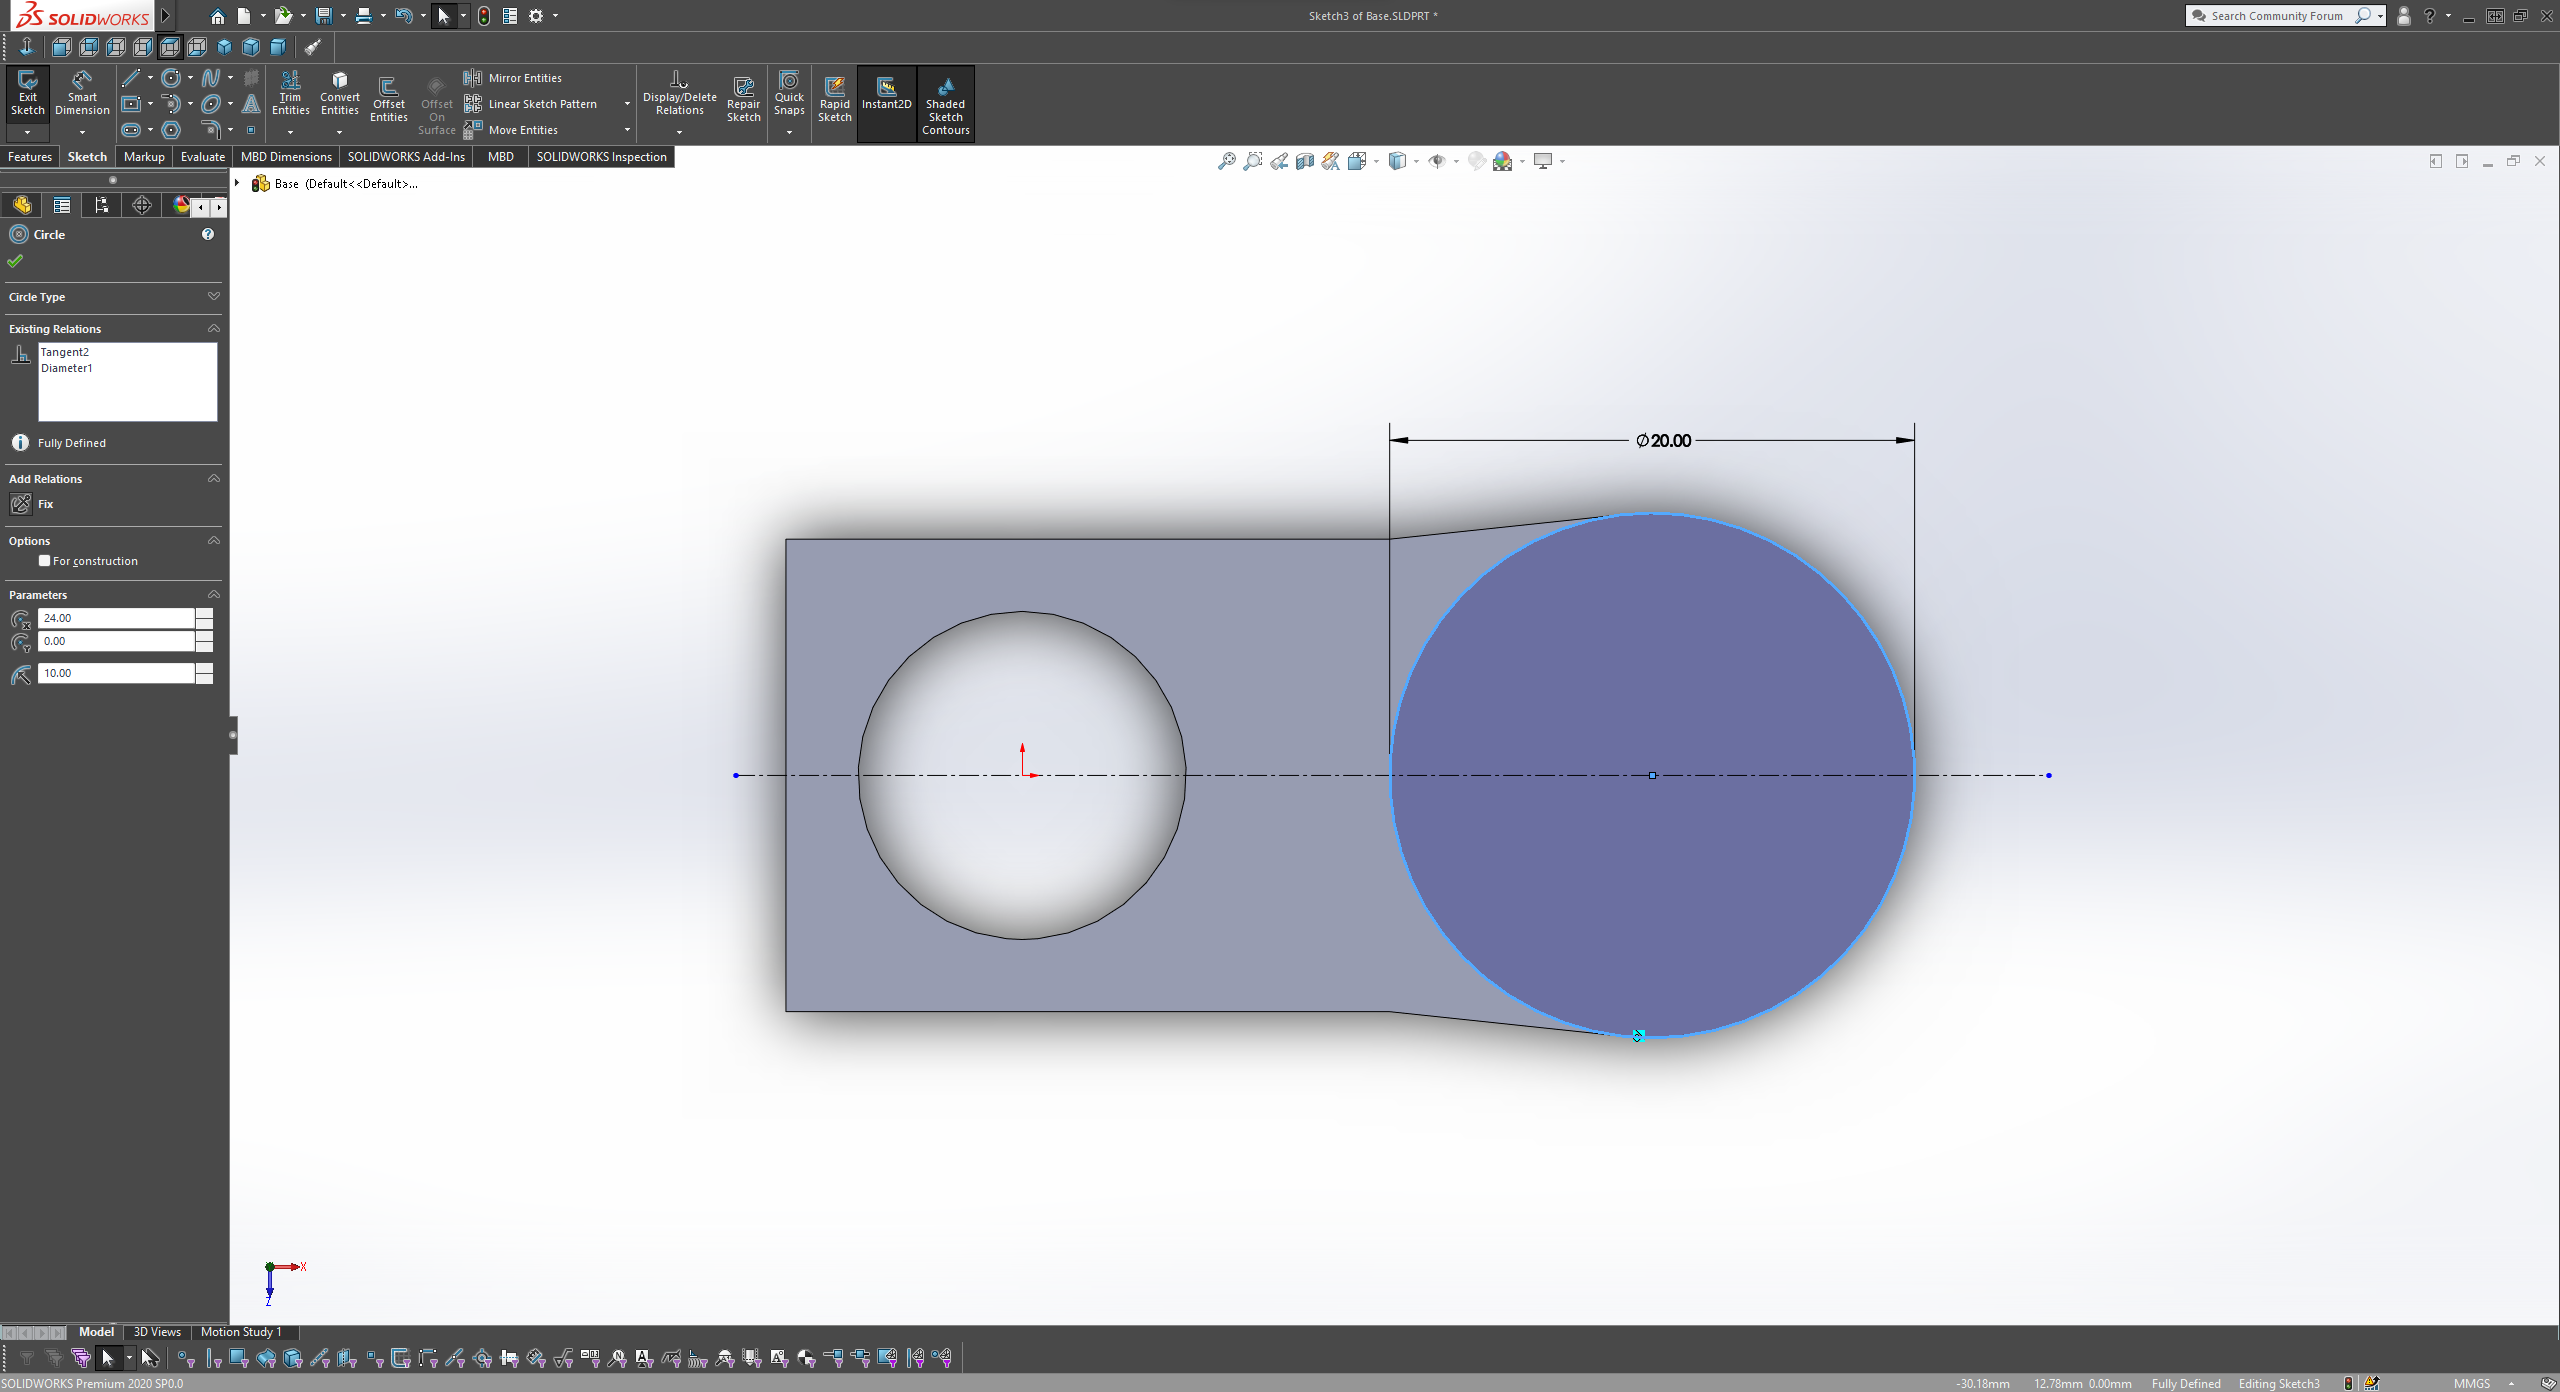 SOLIDWORKS
Sketch3 of Base.SLDPRT *
Search Community Forum
Exit Sketch
Smart Dimension
Trim Entities
Convert Entities
Offset Entities
Offset On Surface
Mirror Entities
Linear Sketch Pattern
Move Entities
Display/Delete Relations
Repair Sketch
Quick Snaps
Rapid Sketch
Instant2D
Shaded Sketch Contours
Features Sketch Markup Evaluate MBD Dimensions SOLIDWORKS Add-Ins MBD SOLIDWORKS Inspection
Base (Default<<Default>...
Circle
Circle Type
Existing Relations
Tangent2
Diameter1
Fully Defined
Add Relations
Fix
Options
For construction
Parameters
24.00
0.00
10.00
∅20.00
X
Z
Model 3D Views Motion Study 1
SOLIDWORKS Premium 2020 SP0.0
-30.18mm 12.78mm 0.00mm Fully Defined Editing Sketch3 MMGS